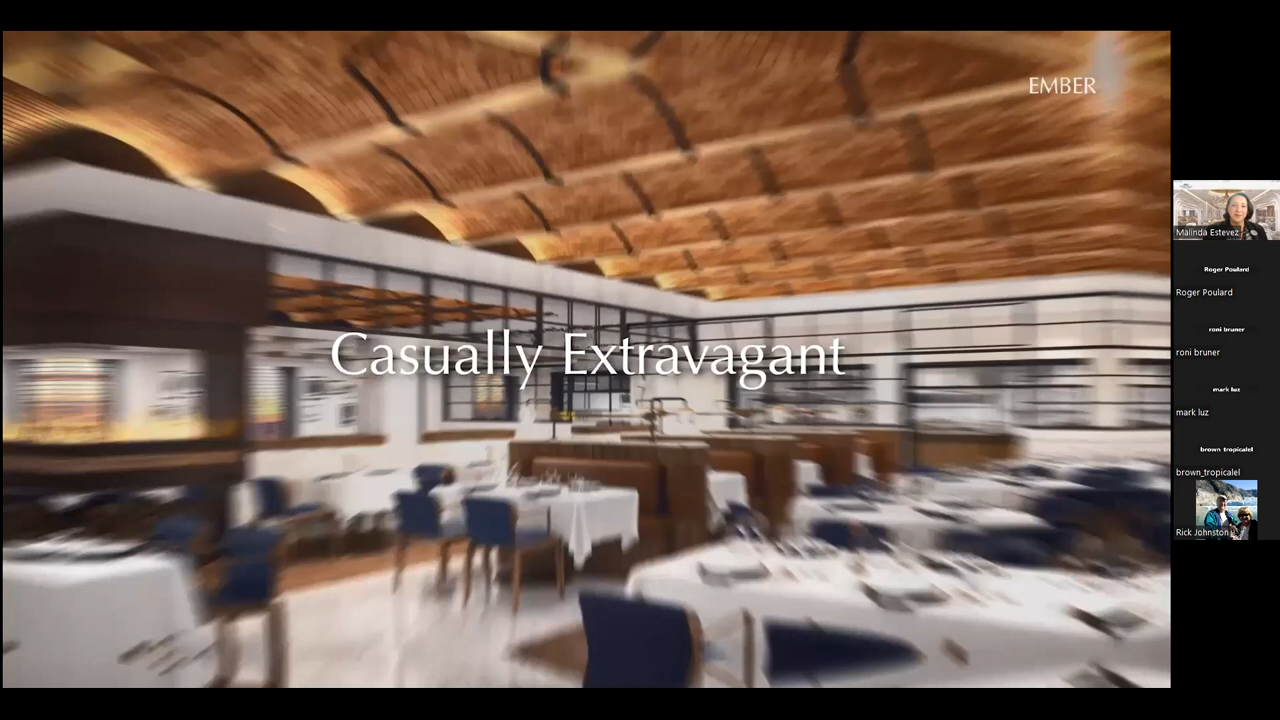 EMBER
Casually Extravagant
Malinda Estevez
Roger Poulard
Roger Poulard
roni bruner
roni bruner
mark luz
mark luz
brown_tropicalel
brown_tropicalel
Rick Johnston